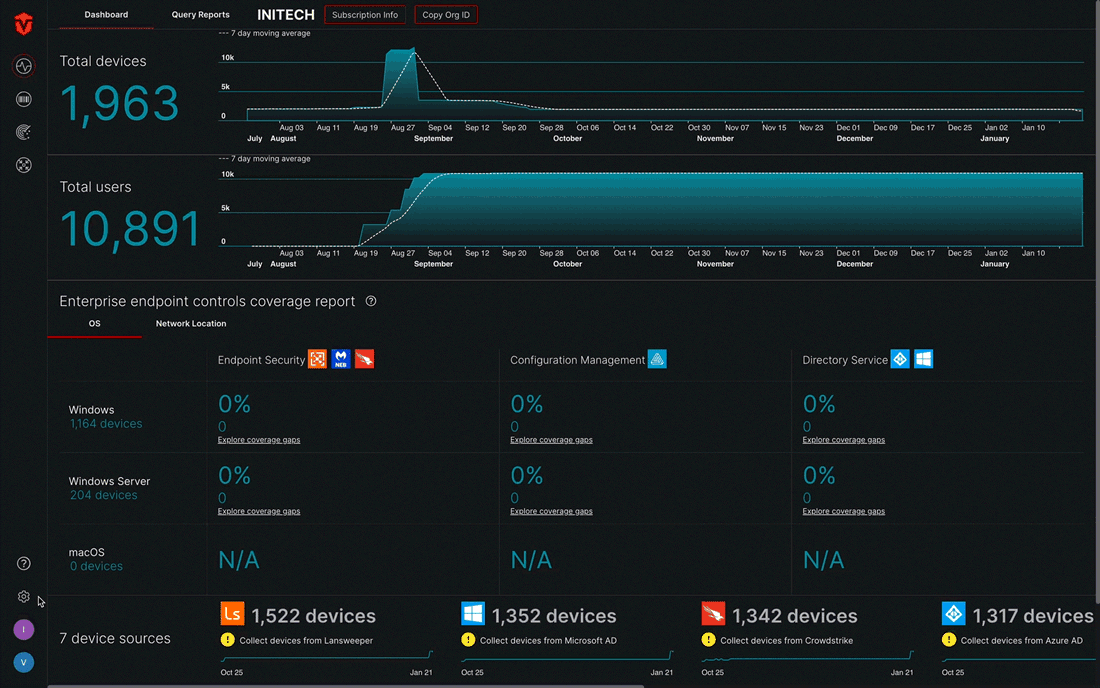 Dashboard Query Reports INITECH Subscription Info Copy Org ID
--- 7 day moving average
Total devices
1,963
10k
5k
0
Aug 03 Aug 11 Aug 19 Aug 27 Sep 04 Sep 12 Sep 20 Sep 28 Oct 06 Oct 14 Oct 22 Oct 30 Nov 07 Nov 15 Nov 23 Dec 01 Dec 09 Dec 17 Dec 25 Jan 02 Jan 10
July August September October November December January
--- 7 day moving average
Total users
10,891
10k
5k
0
Aug 03 Aug 11 Aug 19 Aug 27 Sep 04 Sep 12 Sep 20 Sep 28 Oct 06 Oct 14 Oct 22 Oct 30 Nov 07 Nov 15 Nov 23 Dec 01 Dec 09 Dec 17 Dec 25 Jan 02 Jan 10
July August September October November December January
Enterprise endpoint controls coverage report ?
OS Network Location
Endpoint Security NEB Configuration Management Directory Service
Windows
1,164 devices
0% 0% 0%
0 0 0
Explore coverage gaps Explore coverage gaps Explore coverage gaps
Windows Server
204 devices
0% 0% 0%
0 0 0
Explore coverage gaps Explore coverage gaps Explore coverage gaps
macOS
0 devices
N/A N/A N/A
7 device sources
Ls 1,522 devices 1,352 devices 1,342 devices 1,317 devices
! Collect devices from Lansweeper ! Collect devices from Microsoft AD ! Collect devices from Crowdstrike ! Collect devices from Azure AD
Oct 25 Jan 21 Oct 25 Jan 21 Oct 25 Jan 21 Oct 25
?
I
V